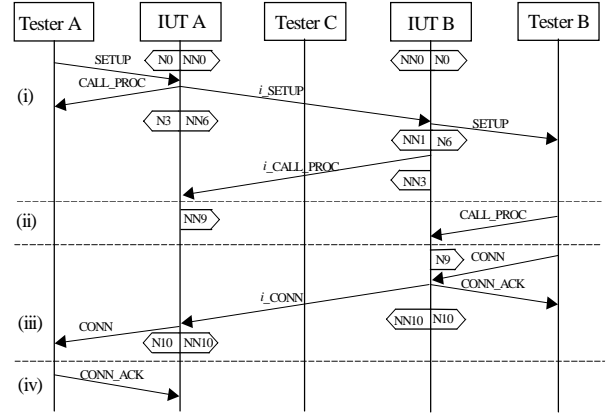 Tester A IUT A Tester C IUT B Tester B
SETUP N0 NN0 NN0 N0
CALL_PROC
(i) i_SETUP
N3 NN6 SETUP
NN1 N6
i_CALL_PROC
NN3
(ii) NN9 CALL_PROC
N9 CONN
CONN_ACK
i_CONN
(iii) CONN NN10 N10
N10 NN10
(iv) CONN_ACK